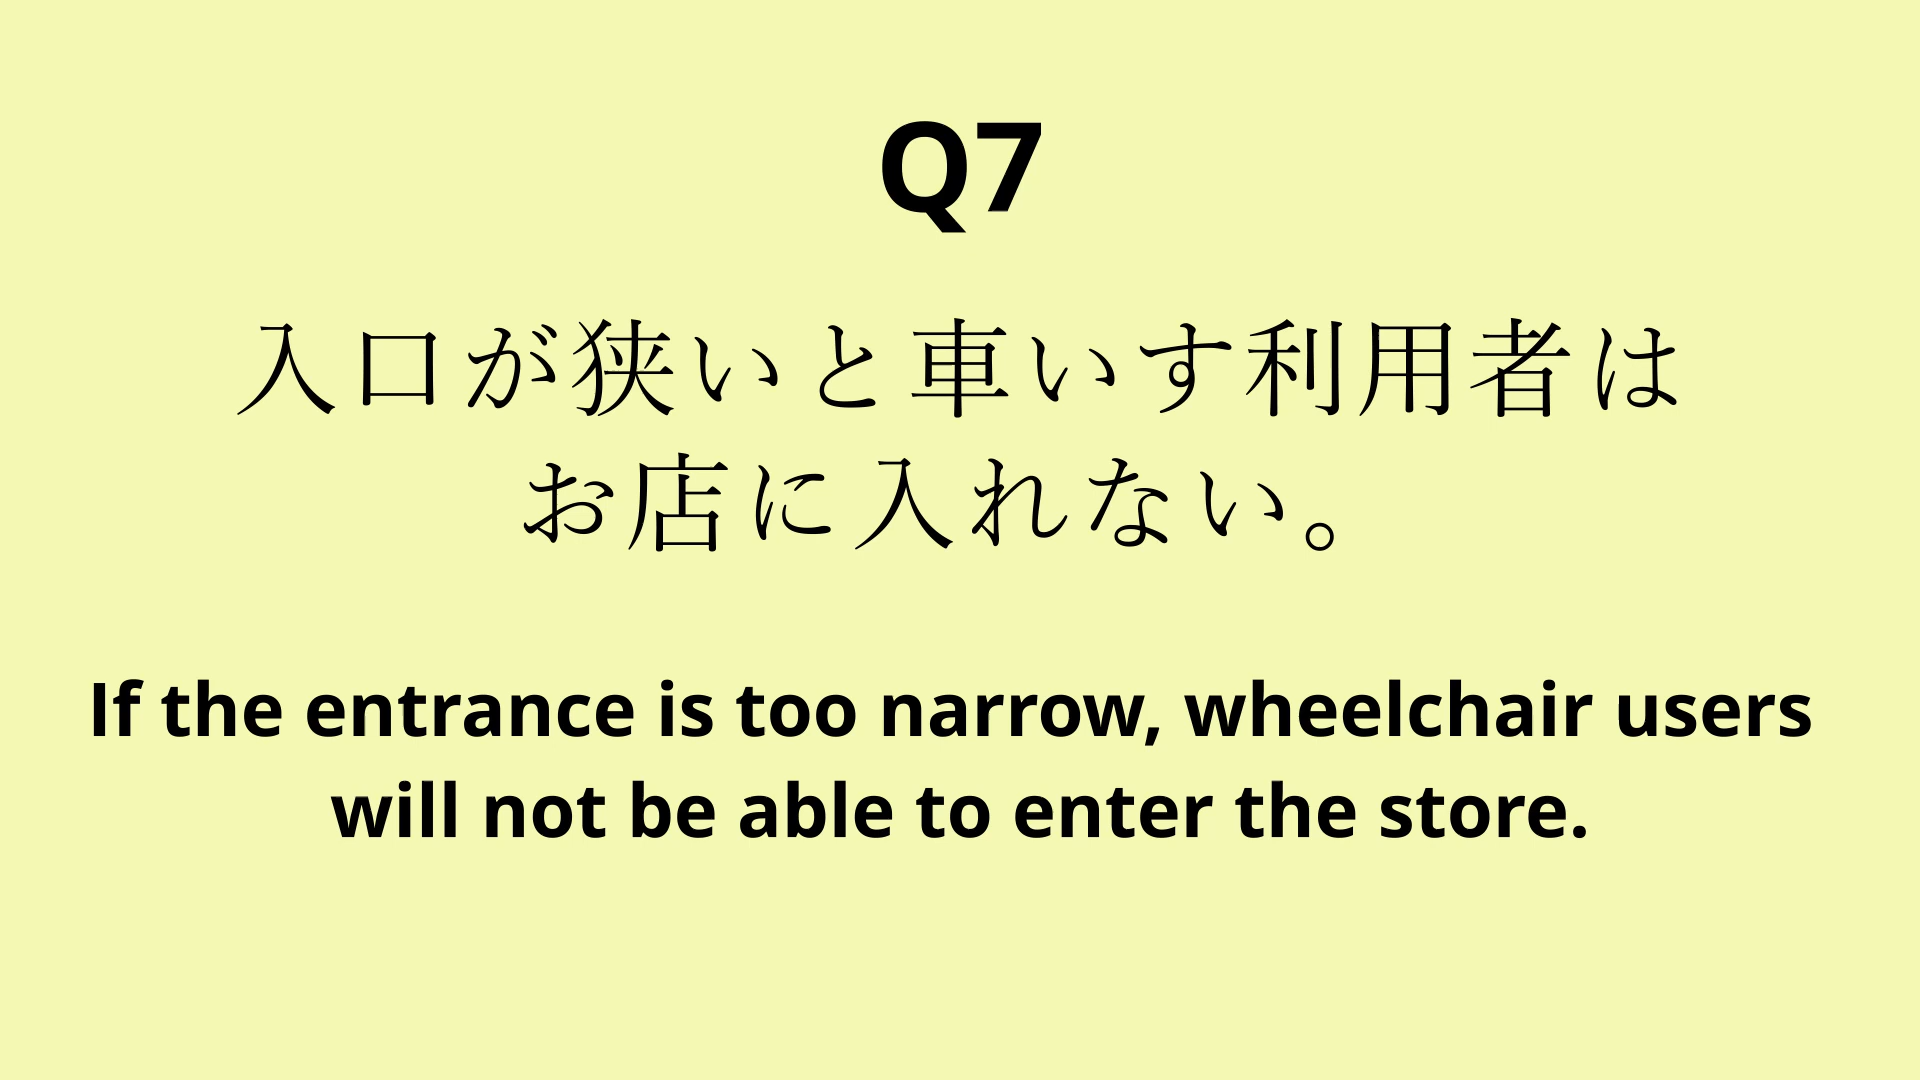 Q7
入口が狭いと車いす利用者は
お店に入れない。
If the entrance is too narrow, wheelchair users
will not be able to enter the store.